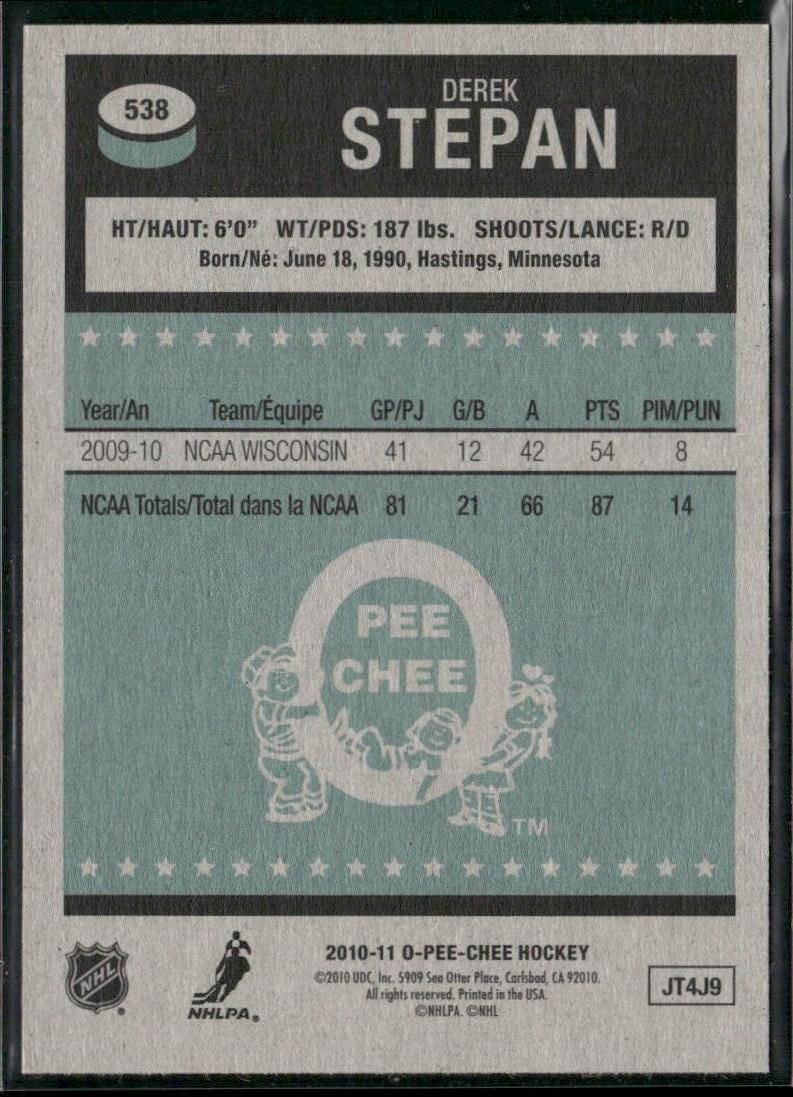 538
DEREK
STEPAN
HT/HAUT: 6'0" WT/PDS: 187 lbs. SHOOTS/LANCE: R/D
Born/Né: June 18, 1990, Hastings, Minnesota
Year/An Team/Équipe GP/PJ G/B A PTS PIM/PUN
2009-10 NCAA WISCONSIN 41 12 42 54 8
NCAA Totals/Total dans la NCAA 81 21 66 87 14
O
PEE
CHEE
TM
NHL ®
NHLPA®
2010-11 O-PEE-CHEE HOCKEY
©2010 UDC, Inc. 5909 Sea Otter Place, Carlsbad, CA 92010.
All rights reserved. Printed in the USA.
©NHLPA. ©NHL
JT4J9